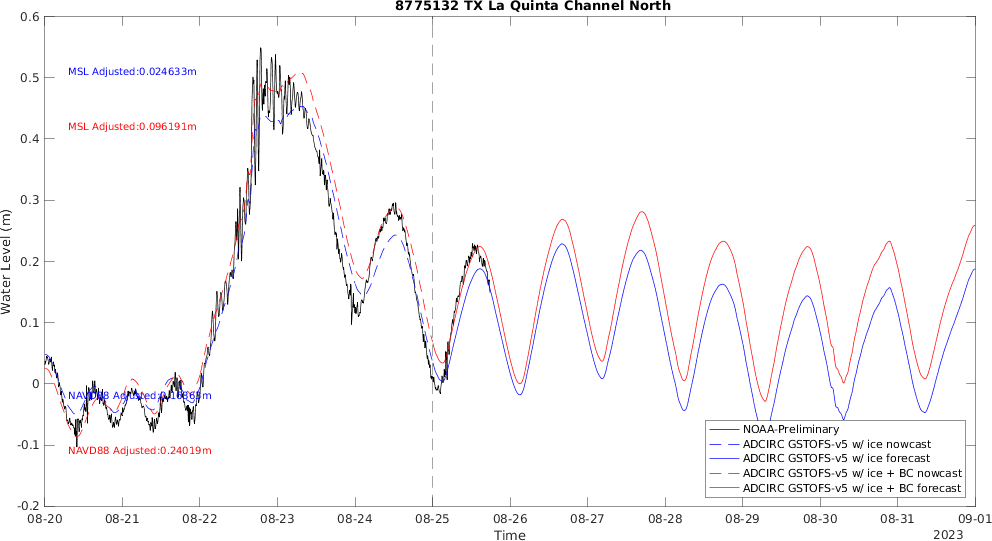 8775132 TX La Quinta Channel North
0.6
0.5
0.4
0.3
0.2
0.1
0
-0.1
-0.2
Water Level (m)
MSL Adjusted:0.024633m
MSL Adjusted:0.096191m
NAVD88 Adjusted:
NAVD88 Adjusted:0.24019m
NOAA-Preliminary
ADCIRC GSTOFS-v5 w/ ice nowcast
ADCIRC GSTOFS-v5 w/ ice forecast
ADCIRC GSTOFS-v5 w/ ice + BC nowcast
ADCIRC GSTOFS-v5 w/ ice + BC forecast
08-20 08-21 08-22 08-23 08-24 08-25 08-26 08-27 08-28 08-29 08-30 08-31 09-01
Time
2023